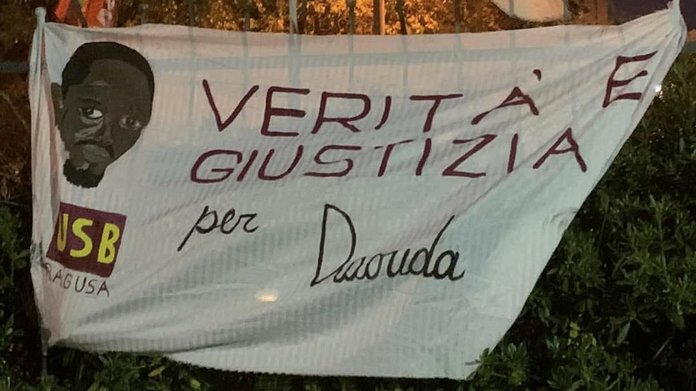 VERITÀ E
GIUSTIZIA
per Daouda
USB
RAGUSA